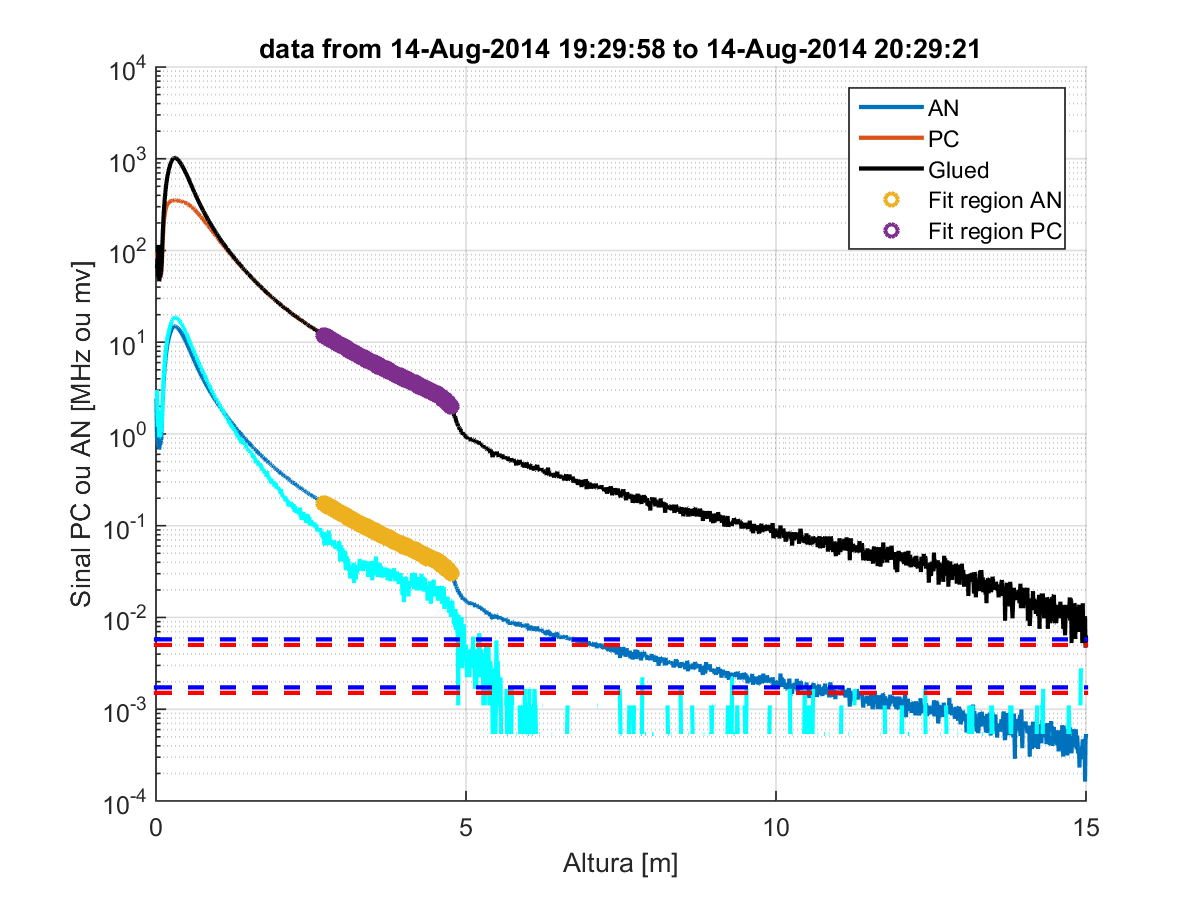 data from 14-Aug-2014 19:29:58 to 14-Aug-2014 20:29:21
10^4
10^3
10^2
10^1
10^0
10^-1
10^-2
10^-3
10^-4
Sinal PC ou AN [MHz ou mv]
AN
PC
Glued
Fit region AN
Fit region PC
0
5
10
15
Altura [m]